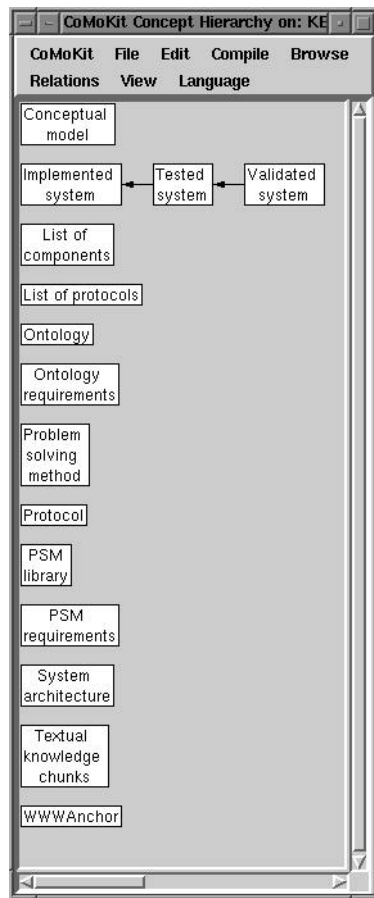 CoMoKit Concept Hierarchy on: KE
CoMoKit File Edit Compile Browse
Relations View Language
Conceptual
model
Implemented
system
Tested
system
Validated
system
List of
components
List of protocols
Ontology
Ontology
requirements
Problem
solving
method
Protocol
PSM
library
PSM
requirements
System
architecture
Textual
knowledge
chunks
WWWAnchor